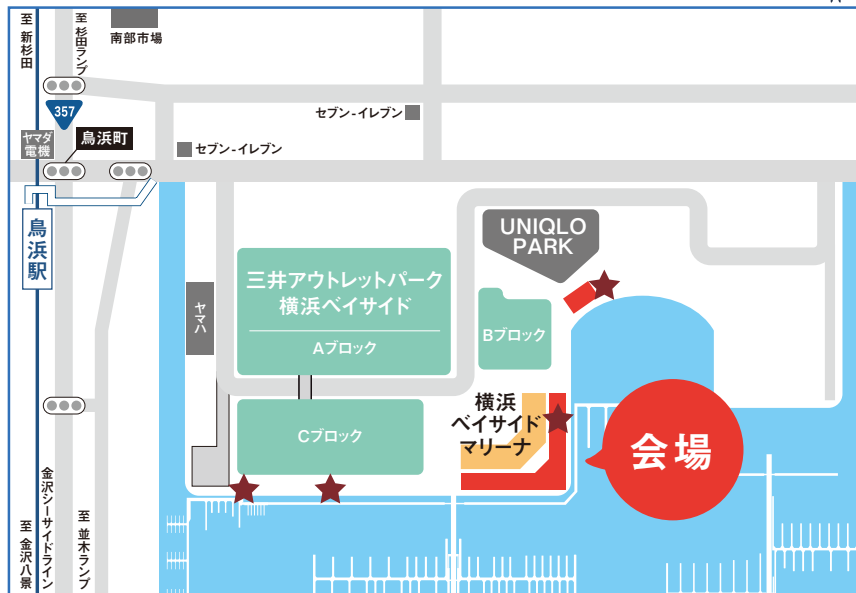 至 新杉田
至 杉田ランプ
南部市場
357
セブン-イレブン
ヤマダ
電機
鳥浜町
セブン-イレブン
鳥浜駅
UNIQLO
PARK
三井アウトレットパーク
横浜ベイサイド
Aブロック
ヤマハ
Bブロック
横浜
ベイサイド
マリーナ
Cブロック
会場
金沢シーサイドライン
至 金沢八景
至 並木ランプ